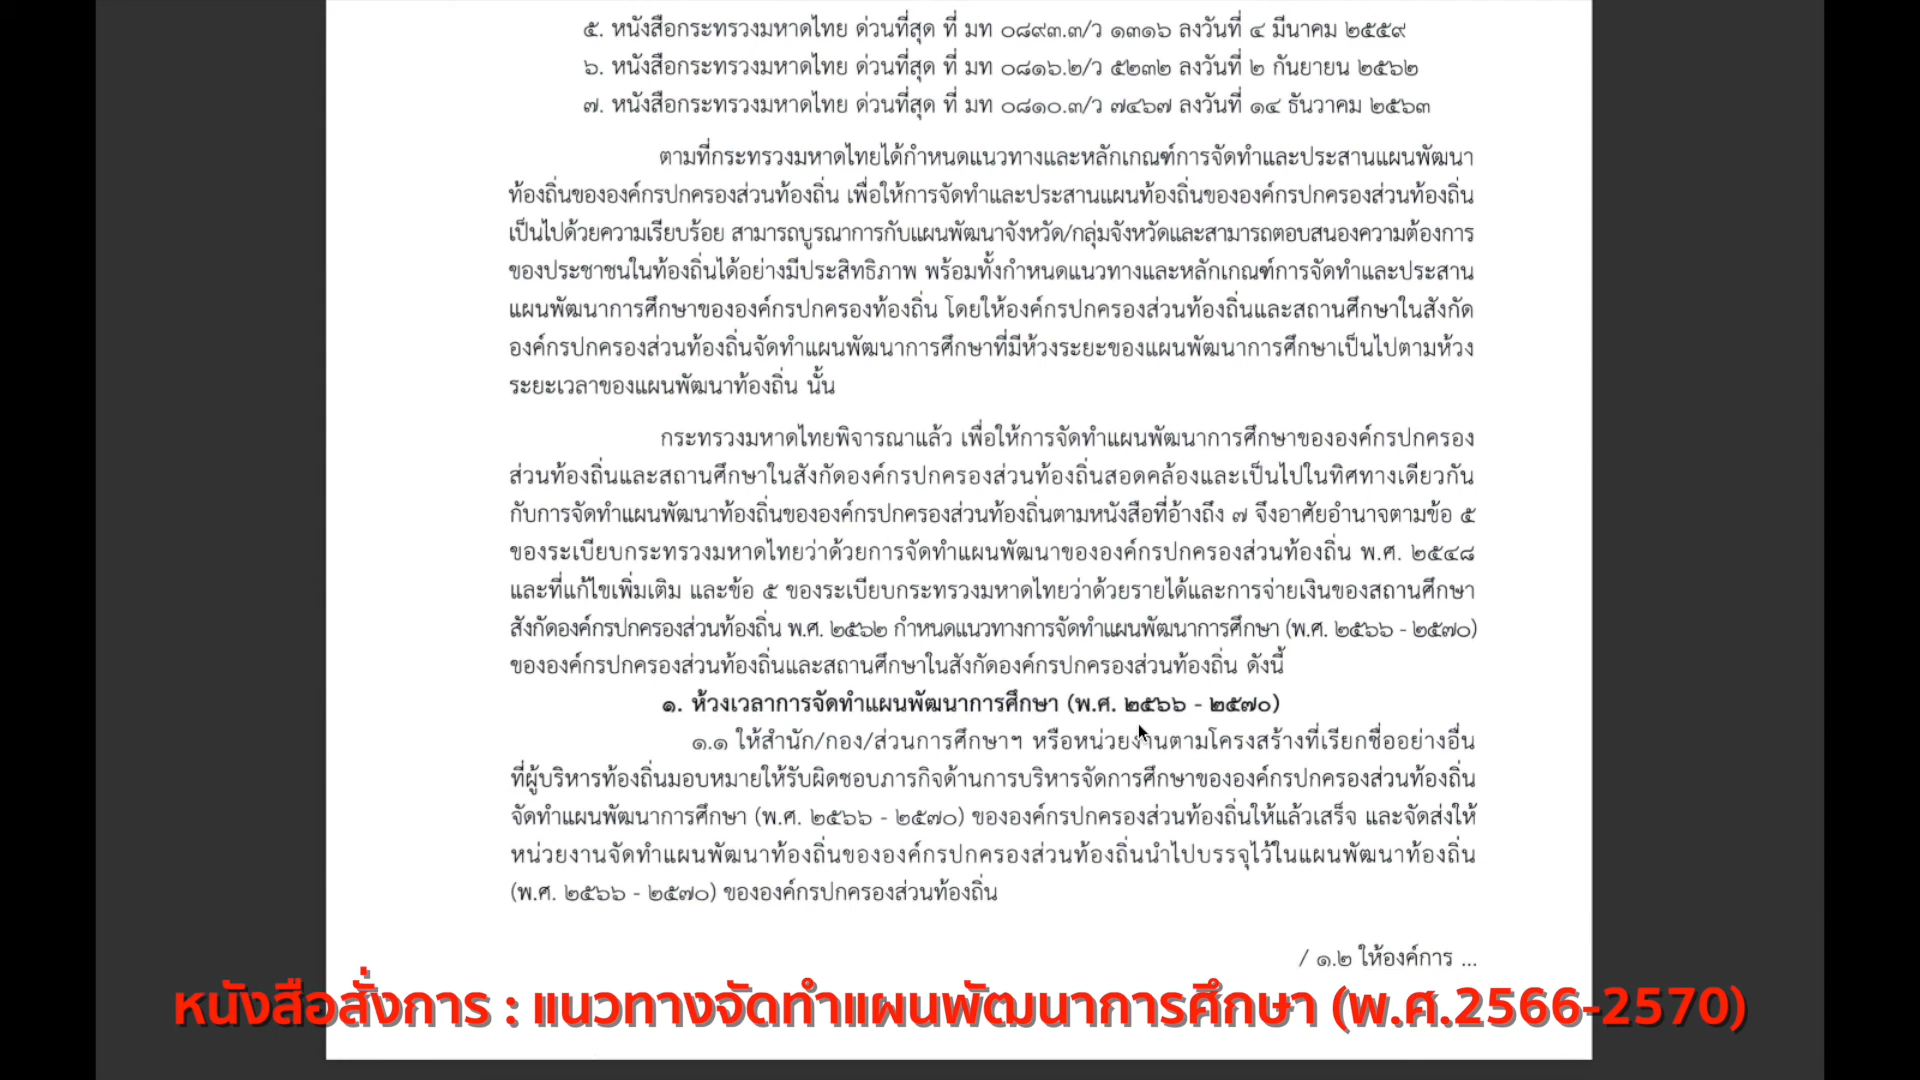 ๕. หนังสือกระทรวงมหาดไทย ด่วนที่สุด ที่ มท ๐๘๙๓.๓/ว ๑๓๑๖ ลงวันที่ ๔ มีนาคม ๒๕๕๙
๖. หนังสือกระทรวงมหาดไทย ด่วนที่สุด ที่ มท ๐๘๑๖.๒/ว ๕๒๓๒ ลงวันที่ ๒ กันยายน ๒๕๖๒
๗. หนังสือกระทรวงมหาดไทย ด่วนที่สุด ที่ มท ๐๘๑๐.๓/ว ๗๔๖๗ ลงวันที่ ๑๔ ธันวาคม ๒๕๖๓
ตามที่กระทรวงมหาดไทยได้กำหนดแนวทางและหลักเกณฑ์การจัดทำและประสานแผนพัฒนา
ท้องถิ่นขององค์กรปกครองส่วนท้องถิ่น เพื่อให้การจัดทำและประสานแผนท้องถิ่นขององค์กรปกครองส่วนท้องถิ่น
เป็นไปด้วยความเรียบร้อย สามารถบูรณาการกับแผนพัฒนาจังหวัด/กลุ่มจังหวัดและสามารถตอบสนองความต้องการ
ของประชาชนในท้องถิ่นได้อย่างมีประสิทธิภาพ พร้อมทั้งกำหนดแนวทางและหลักเกณฑ์การจัดทำและประสาน
แผนพัฒนาการศึกษาขององค์กรปกครองท้องถิ่น โดยให้องค์กรปกครองส่วนท้องถิ่นและสถานศึกษาในสังกัด
องค์กรปกครองส่วนท้องถิ่นจัดทำแผนพัฒนาการศึกษาที่มีห้วงระยะของแผนพัฒนาการศึกษาเป็นไปตามห้วง
ระยะเวลาของแผนพัฒนาท้องถิ่น นั้น
กระทรวงมหาดไทยพิจารณาแล้ว เพื่อให้การจัดทำแผนพัฒนาการศึกษาขององค์กรปกครอง
ส่วนท้องถิ่นและสถานศึกษาในสังกัดองค์กรปกครองส่วนท้องถิ่นสอดคล้องและเป็นไปในทิศทางเดียวกัน
กับการจัดทำแผนพัฒนาท้องถิ่นขององค์กรปกครองส่วนท้องถิ่นตามหนังสือที่อ้างถึง ๗ จึงอาศัยอำนาจตามข้อ ๕
ของระเบียบกระทรวงมหาดไทยว่าด้วยการจัดทำแผนพัฒนาขององค์กรปกครองส่วนท้องถิ่น พ.ศ. ๒๕๔๘
และที่แก้ไขเพิ่มเติม และข้อ ๕ ของระเบียบกระทรวงมหาดไทยว่าด้วยรายได้และการจ่ายเงินของสถานศึกษา
สังกัดองค์กรปกครองส่วนท้องถิ่น พ.ศ. ๒๕๖๒ กำหนดแนวทางการจัดทำแผนพัฒนาการศึกษา (พ.ศ. ๒๕๖๖ - ๒๕๗๐)
ขององค์กรปกครองส่วนท้องถิ่นและสถานศึกษาในสังกัดองค์กรปกครองส่วนท้องถิ่น ดังนี้
๑. ห้วงเวลาการจัดทำแผนพัฒนาการศึกษา (พ.ศ. ๒๕๖๖ - ๒๕๗๐)
๑.๑ ให้สำนัก/กอง/ส่วนการศึกษาฯ หรือหน่วยงานตามโครงสร้างที่เรียกชื่ออย่างอื่น
ที่ผู้บริหารท้องถิ่นมอบหมายให้รับผิดชอบภารกิจด้านการบริหารจัดการศึกษาขององค์กรปกครองส่วนท้องถิ่น
จัดทำแผนพัฒนาการศึกษา (พ.ศ. ๒๕๖๖ - ๒๕๗๐) ขององค์กรปกครองส่วนท้องถิ่นให้แล้วเสร็จ และจัดส่งให้
หน่วยงานจัดทำแผนพัฒนาท้องถิ่นขององค์กรปกครองส่วนท้องถิ่นนำไปบรรจุไว้ในแผนพัฒนาท้องถิ่น
(พ.ศ. ๒๕๖๖ - ๒๕๗๐) ขององค์กรปกครองส่วนท้องถิ่น
/ ๑.๒ ให้องค์การ ...
หนังสือสั่งการ : แนวทางจัดทำแผนพัฒนาการศึกษา (พ.ศ.2566-2570)